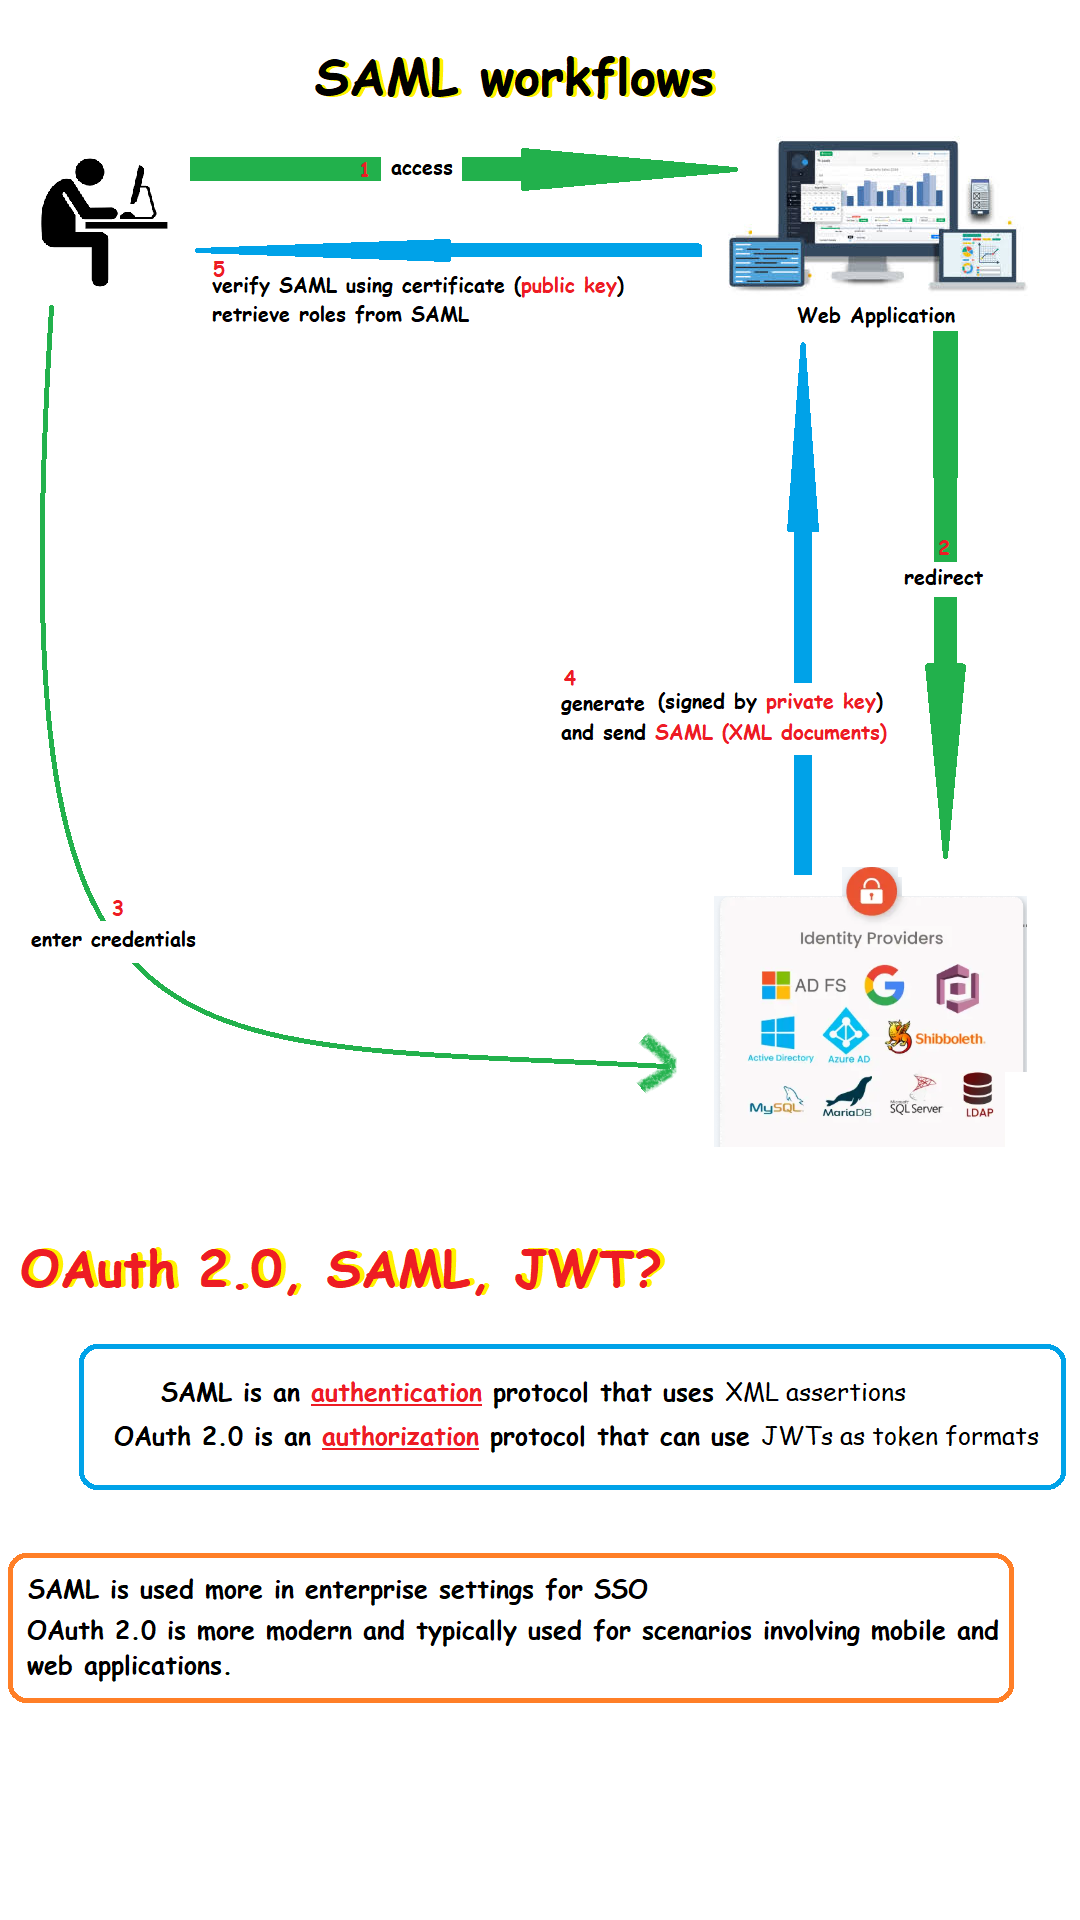 SAML workflows
1 access
5
verify SAML using certificate (public key)
retrieve roles from SAML
Web Application
2
redirect
4
generate (signed by private key)
and send SAML (XML documents)
3
enter credentials
Identity Providers
AD FS
Active Directory
Azure AD
Shibboleth.
MySQL
MariaDB
Microsoft
SQL Server
LDAP
OAuth 2.0, SAML, JWT?
SAML is an authentication protocol that uses XML assertions
OAuth 2.0 is an authorization protocol that can use JWTs as token formats
SAML is used more in enterprise settings for SSO
OAuth 2.0 is more modern and typically used for scenarios involving mobile and
web applications.